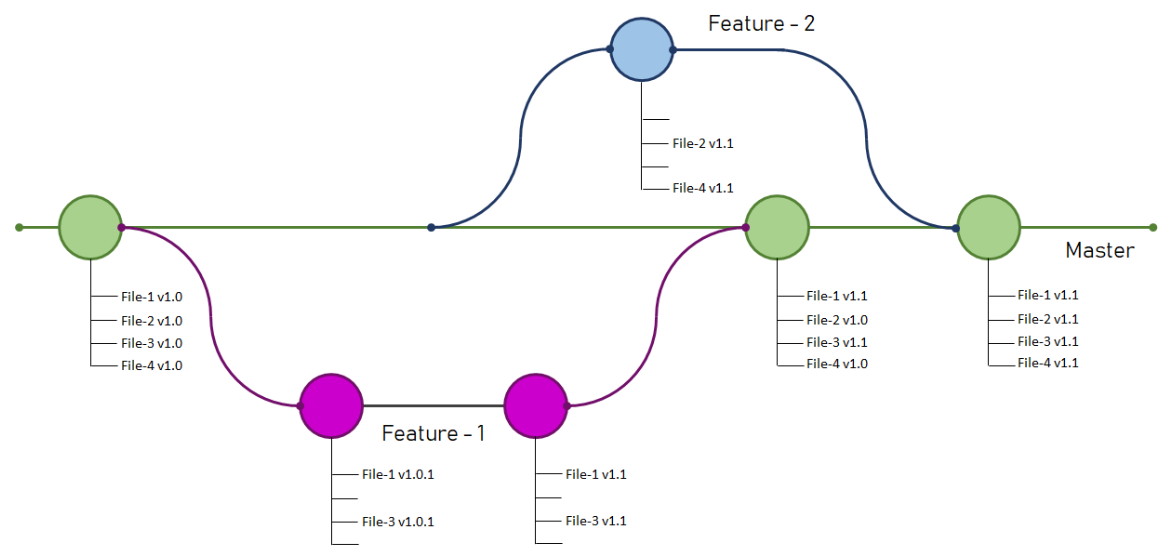 Feature - 2
File-2 v1.1
File-4 v1.1
Master
File-1 v1.0
File-2 v1.0
File-3 v1.0
File-4 v1.0
File-1 v1.1
File-2 v1.0
File-3 v1.1
File-4 v1.0
File-1 v1.1
File-2 v1.1
File-3 v1.1
File-4 v1.1
Feature - 1
File-1 v1.0.1
File-3 v1.0.1
File-1 v1.1
File-3 v1.1